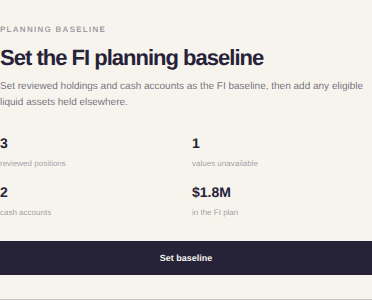 PLANNING BASELINE
Set the FI planning baseline
Set reviewed holdings and cash accounts as the FI baseline, then add any eligible
liquid assets held elsewhere.
3
1
reviewed positions
values unavailable
2
$1.8M
cash accounts
in the FI plan
Set baseline